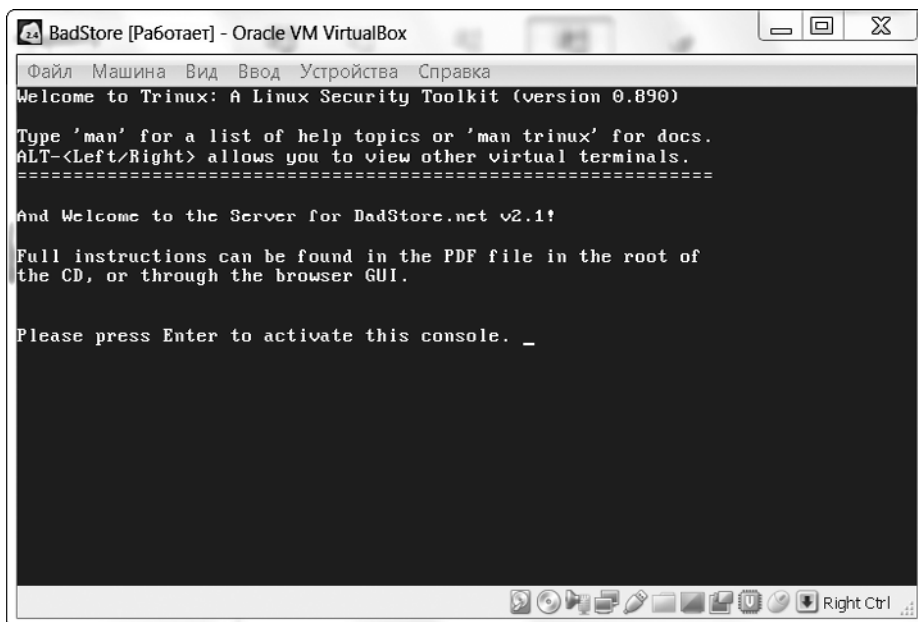 BadStore [Работает] - Oracle VM VirtualBox
Файл Машина Вид Ввод Устройства Справка
Welcome to Trinux: A Linux Security Toolkit (version 0.890)
Type 'man' for a list of help topics or 'man trinux' for docs.
ALT-<Left/Right> allows you to view other virtual terminals.
==============================================================
And Welcome to the Server for DadStore.net v2.1!
Full instructions can be found in the PDF file in the root of
the CD, or through the browser GUI.
Please press Enter to activate this console. _
Right Ctrl